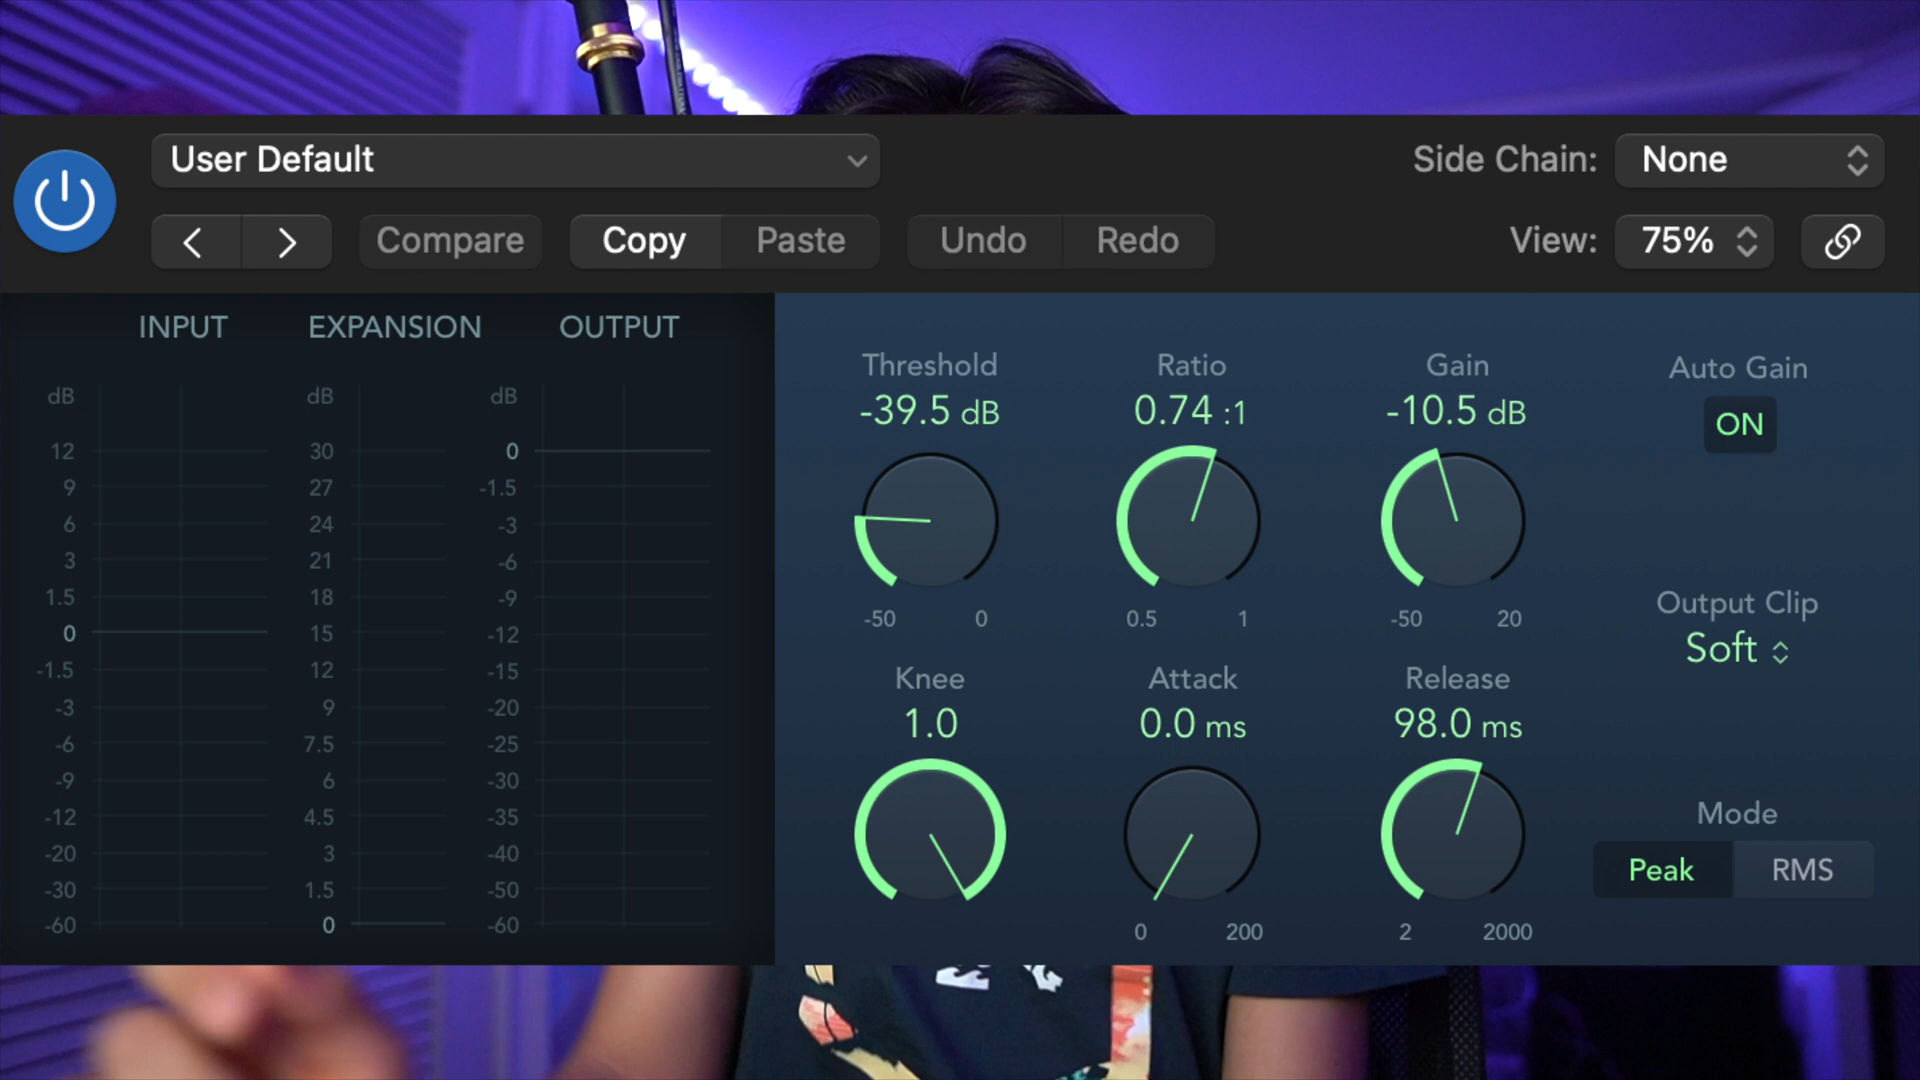 User Default
Side Chain: None
Compare Copy Paste Undo Redo
View: 75%
INPUT EXPANSION OUTPUT
dB dB dB
12 30 0
9 27 -1.5
6 24 -3
3 21 -6
1.5 18 -9
0 15 -12
-1.5 12 -15
-3 9 -20
-6 7.5 -25
-9 6 -30
-12 4.5 -35
-20 3 -40
-30 1.5 -50
-60 0 -60
Threshold Ratio Gain Auto Gain
-39.5 dB 0.74 :1 -10.5 dB ON
-50 0 0.5 1 -50 20
Output Clip
Soft
Knee Attack Release
1.0 0.0 ms 98.0 ms
Mode
Peak RMS
0 200 2 2000